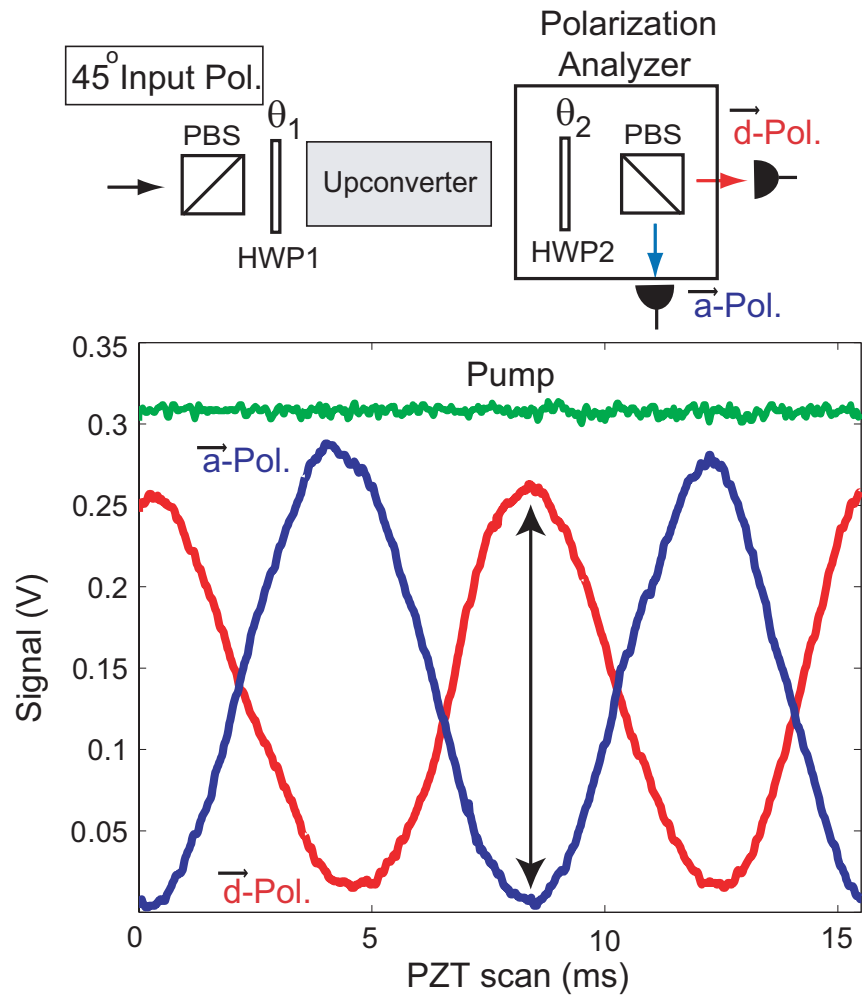 Polarization
Analyzer
45° Input Pol.
θ1
θ2
PBS
PBS
d-Pol.
Upconverter
HWP1
HWP2
a-Pol.
0.35
Pump
0.3
a-Pol.
0.25
0.2
Signal (V)
0.15
0.1
0.05
d-Pol.
0
5
10
15
PZT scan (ms)